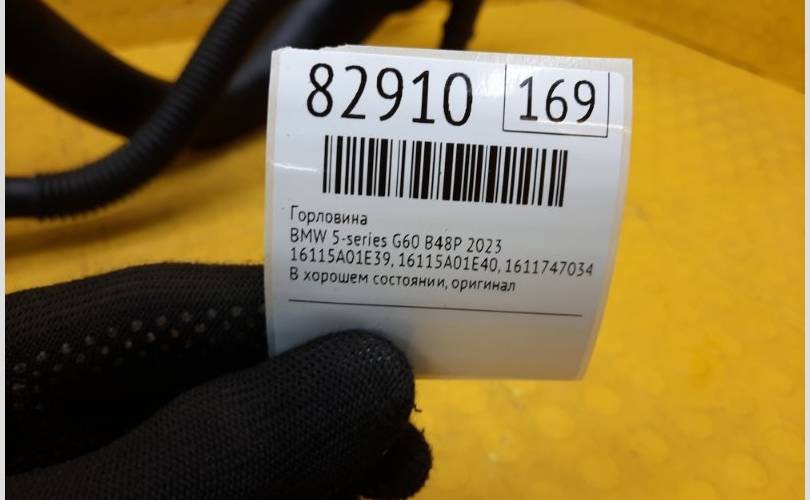 82910 169
Горловина
BMW 5-series G60 B48P 2023
16115A01E39, 16115A01E40, 1611747034
В хорошем состоянии, оригинал